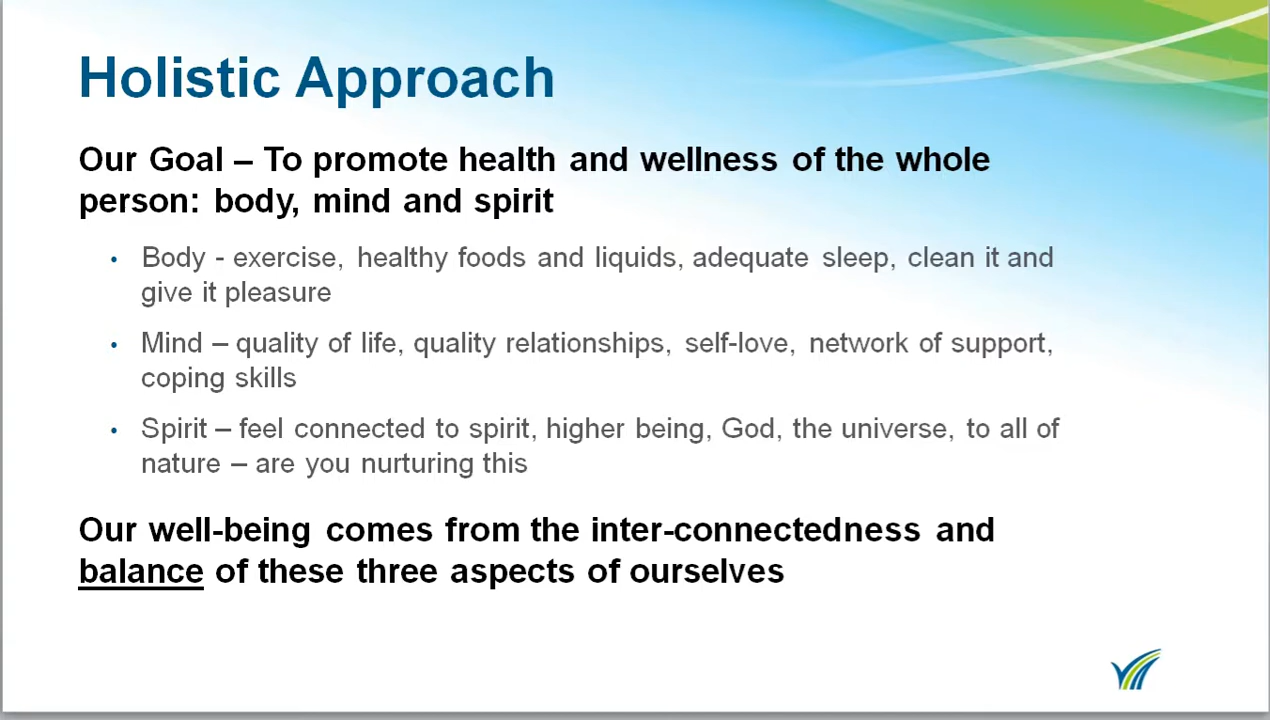 Holistic Approach
Our Goal – To promote health and wellness of the whole
person: body, mind and spirit
• Body - exercise, healthy foods and liquids, adequate sleep, clean it and
give it pleasure
• Mind – quality of life, quality relationships, self-love, network of support,
coping skills
• Spirit – feel connected to spirit, higher being, God, the universe, to all of
nature – are you nurturing this
Our well-being comes from the inter-connectedness and
balance of these three aspects of ourselves